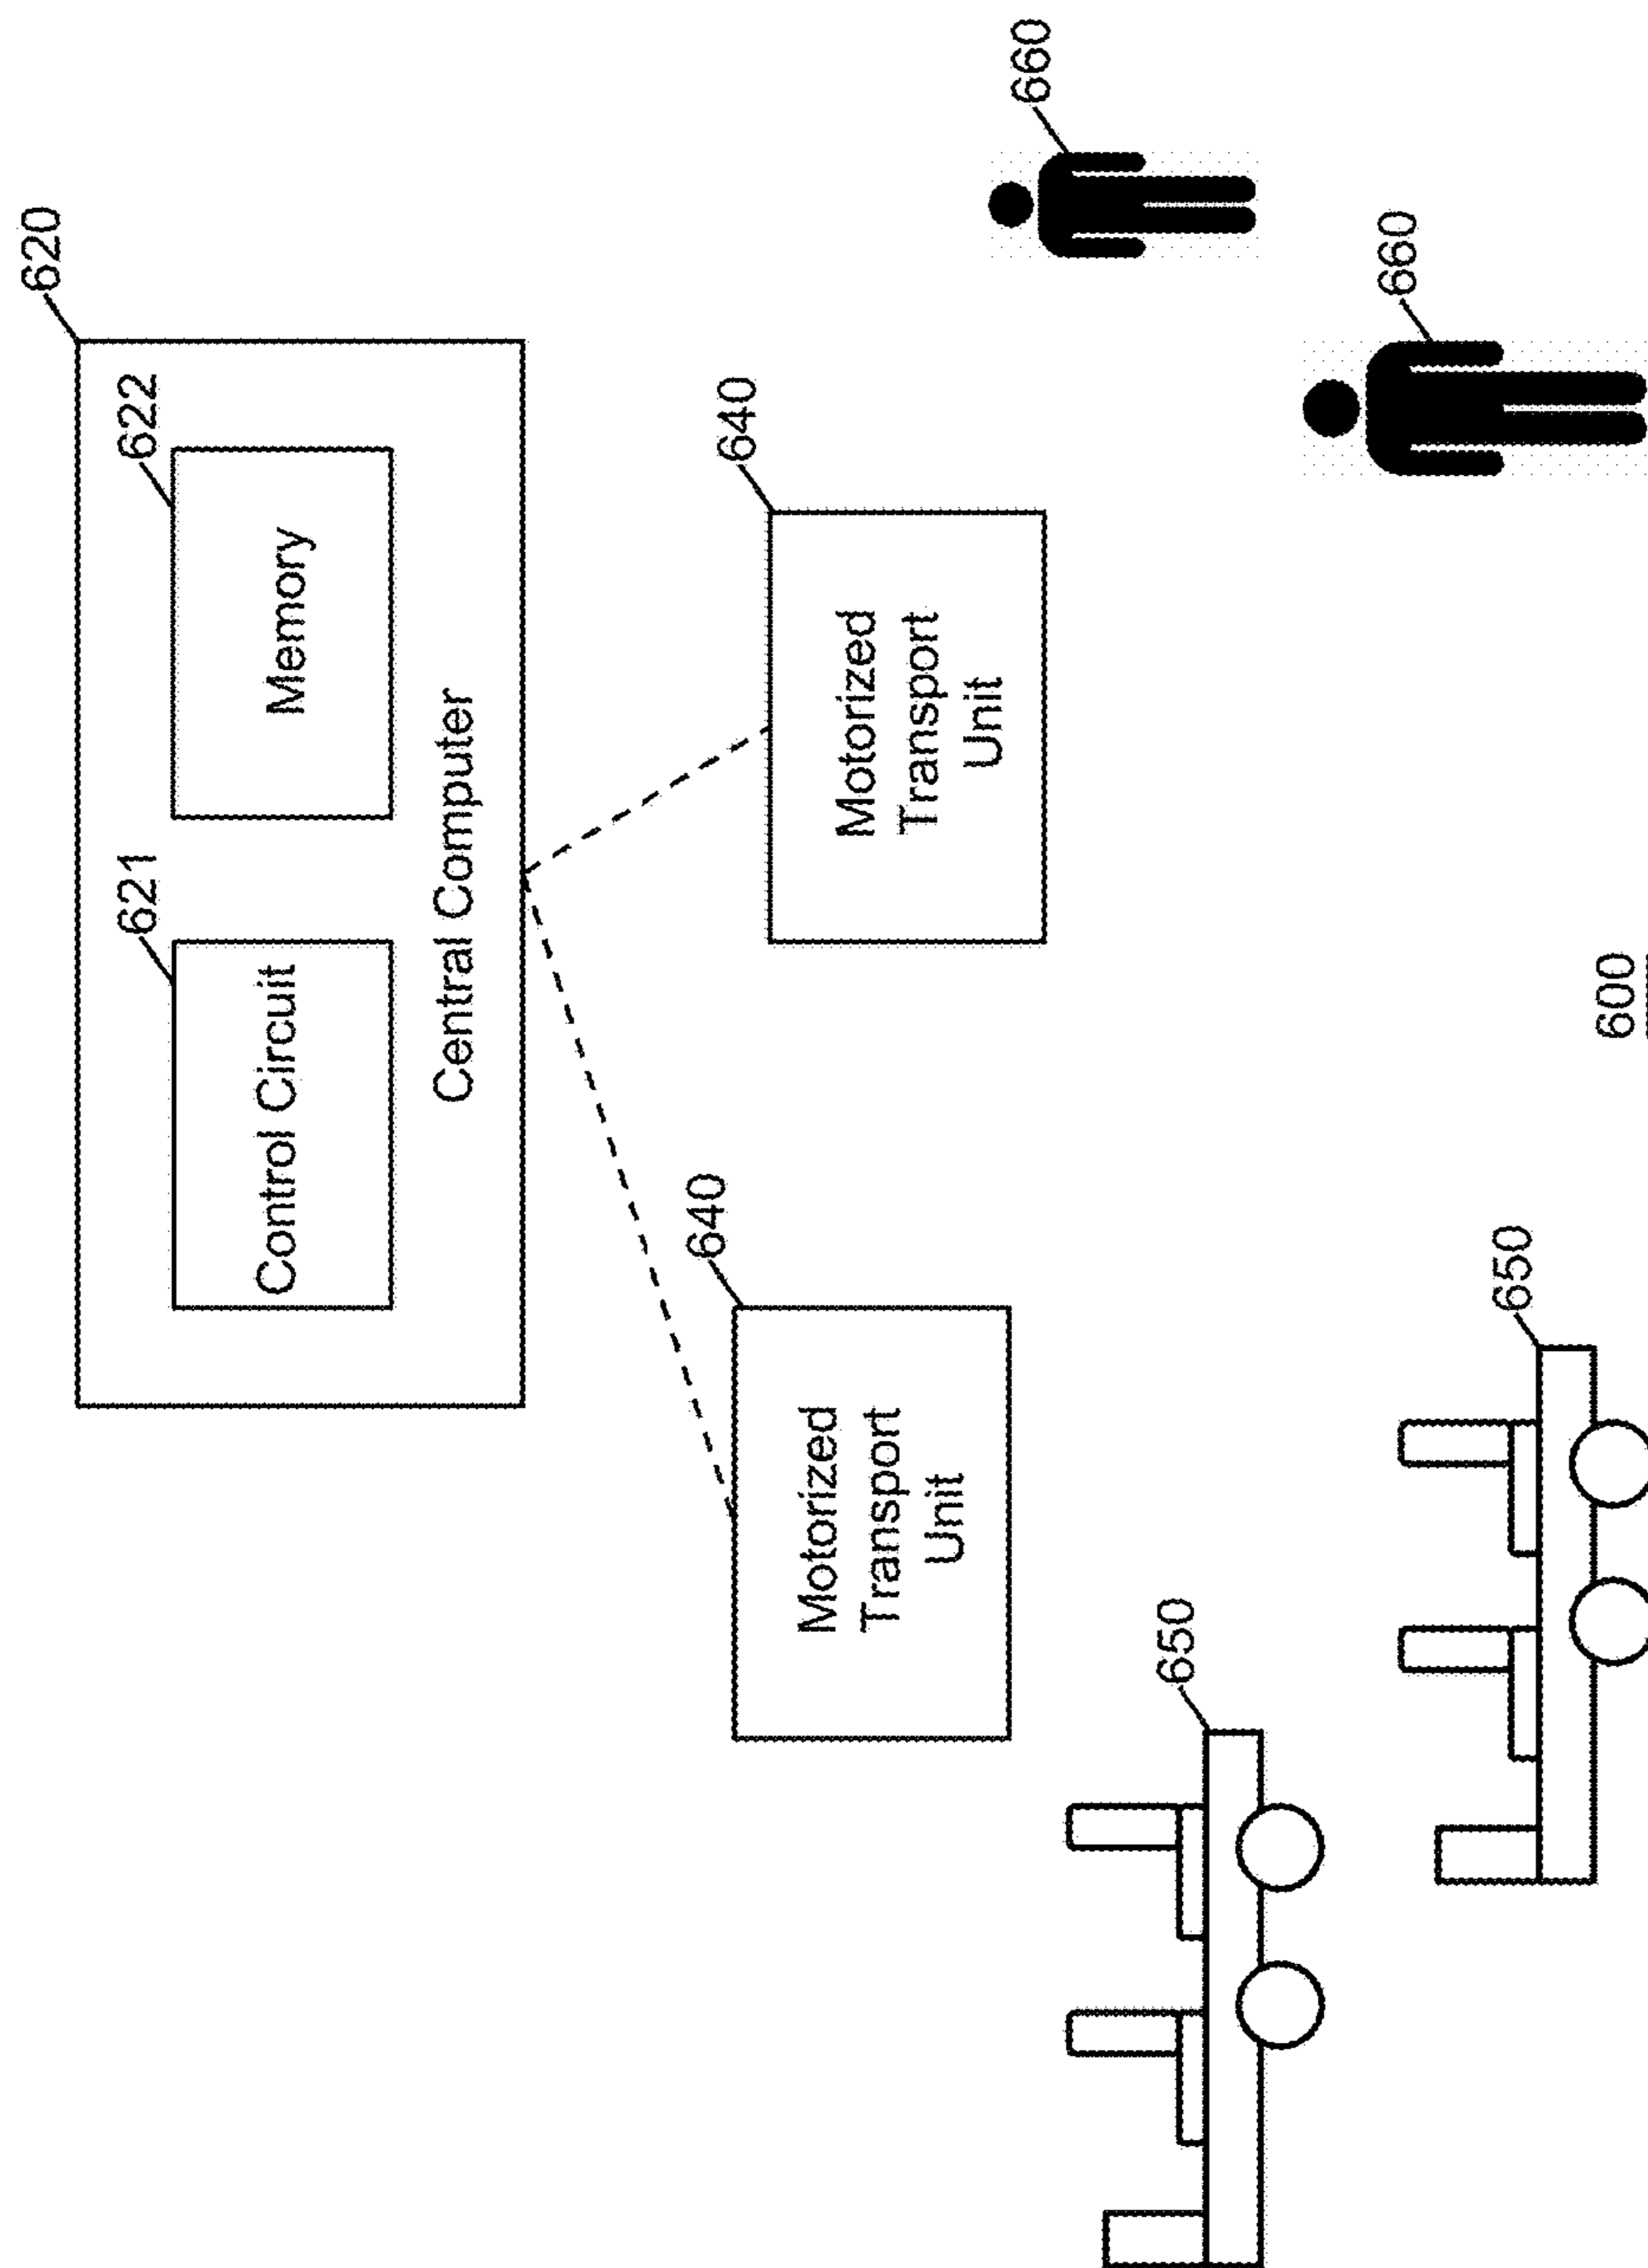 620
621
622
Control Circuit
Memory
Central Computer
640
640
Motorized
Transport
Unit
Motorized
Transport
Unit
660
650
660
650
600